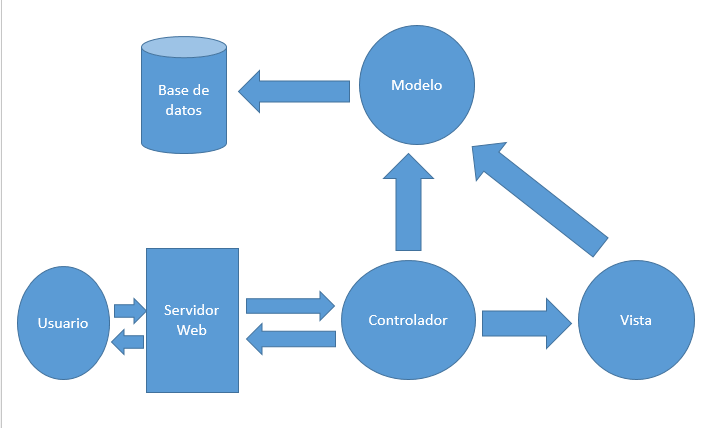 Base de
datos
Modelo
Usuario
Servidor
Web
Controlador
Vista